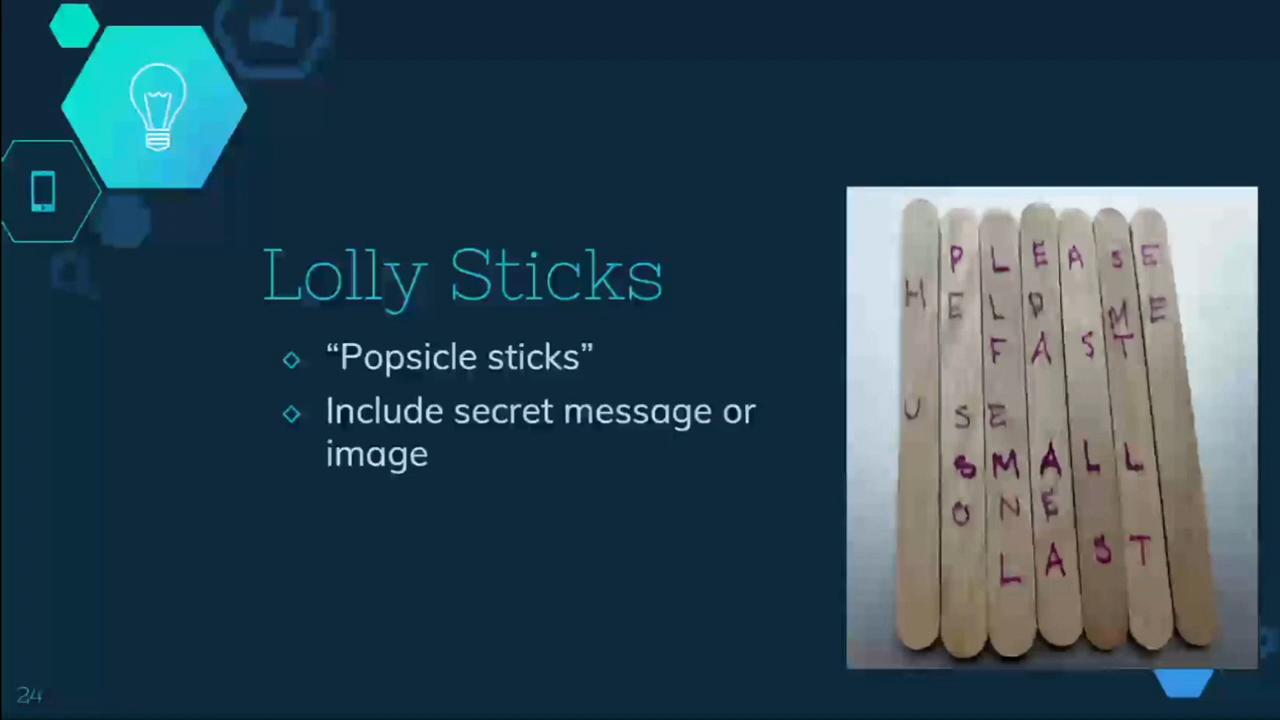 Lolly Sticks
“Popsicle sticks”
Include secret message or
image
PLEASE
HELP ME
FAST
USE
SMALL
ONE
LAST
24